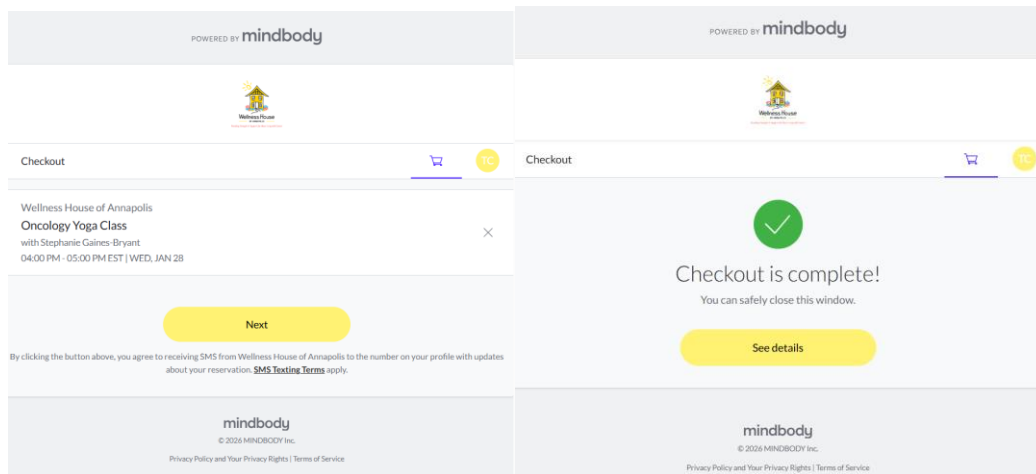 POWERED BY mindbody
Wellness House
Checkout
TC
Wellness House of Annapolis
Oncology Yoga Class
with Stephanie Gaines-Bryant
04:00 PM - 05:00 PM EST | WED, JAN 28
Next
By clicking the button above, you agree to receiving SMS from Wellness House of Annapolis to the number on your profile with updates
about your reservation. SMS Texting Terms apply.
mindbody
© 2026 MINDBODY Inc.
Privacy Policy and Your Privacy Rights | Terms of Service
POWERED BY mindbody
Wellness House
Checkout
TC
Checkout is complete!
You can safely close this window.
See details
mindbody
© 2026 MINDBODY Inc.
Privacy Policy and Your Privacy Rights | Terms of Service